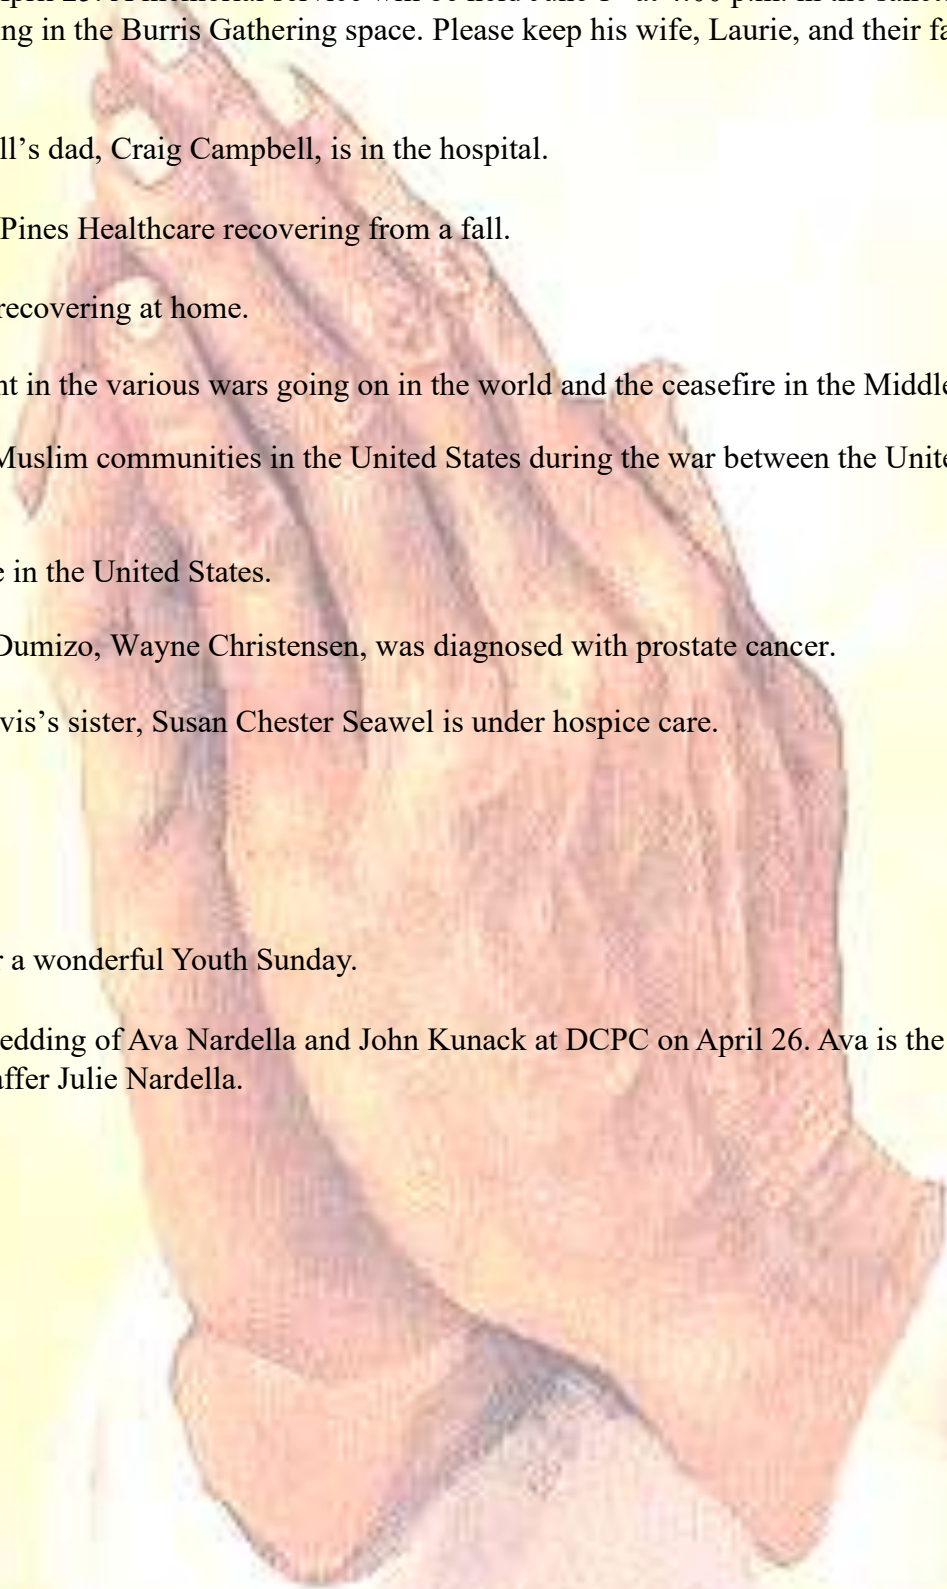 ing in the Burris Gathering space. Please keep his wife, Laurie, and their fa
ll’s dad, Craig Campbell, is in the hospital.
Pines Healthcare recovering from a fall.
recovering at home.
nt in the various wars going on in the world and the ceasefire in the Middle
Muslim communities in the United States during the war between the Unite
e in the United States.
Dumizo, Wayne Christensen, was diagnosed with prostate cancer.
vis’s sister, Susan Chester Seawel is under hospice care.
r a wonderful Youth Sunday.
edding of Ava Nardella and John Kunack at DCPC on April 26. Ava is the
affer Julie Nardella.